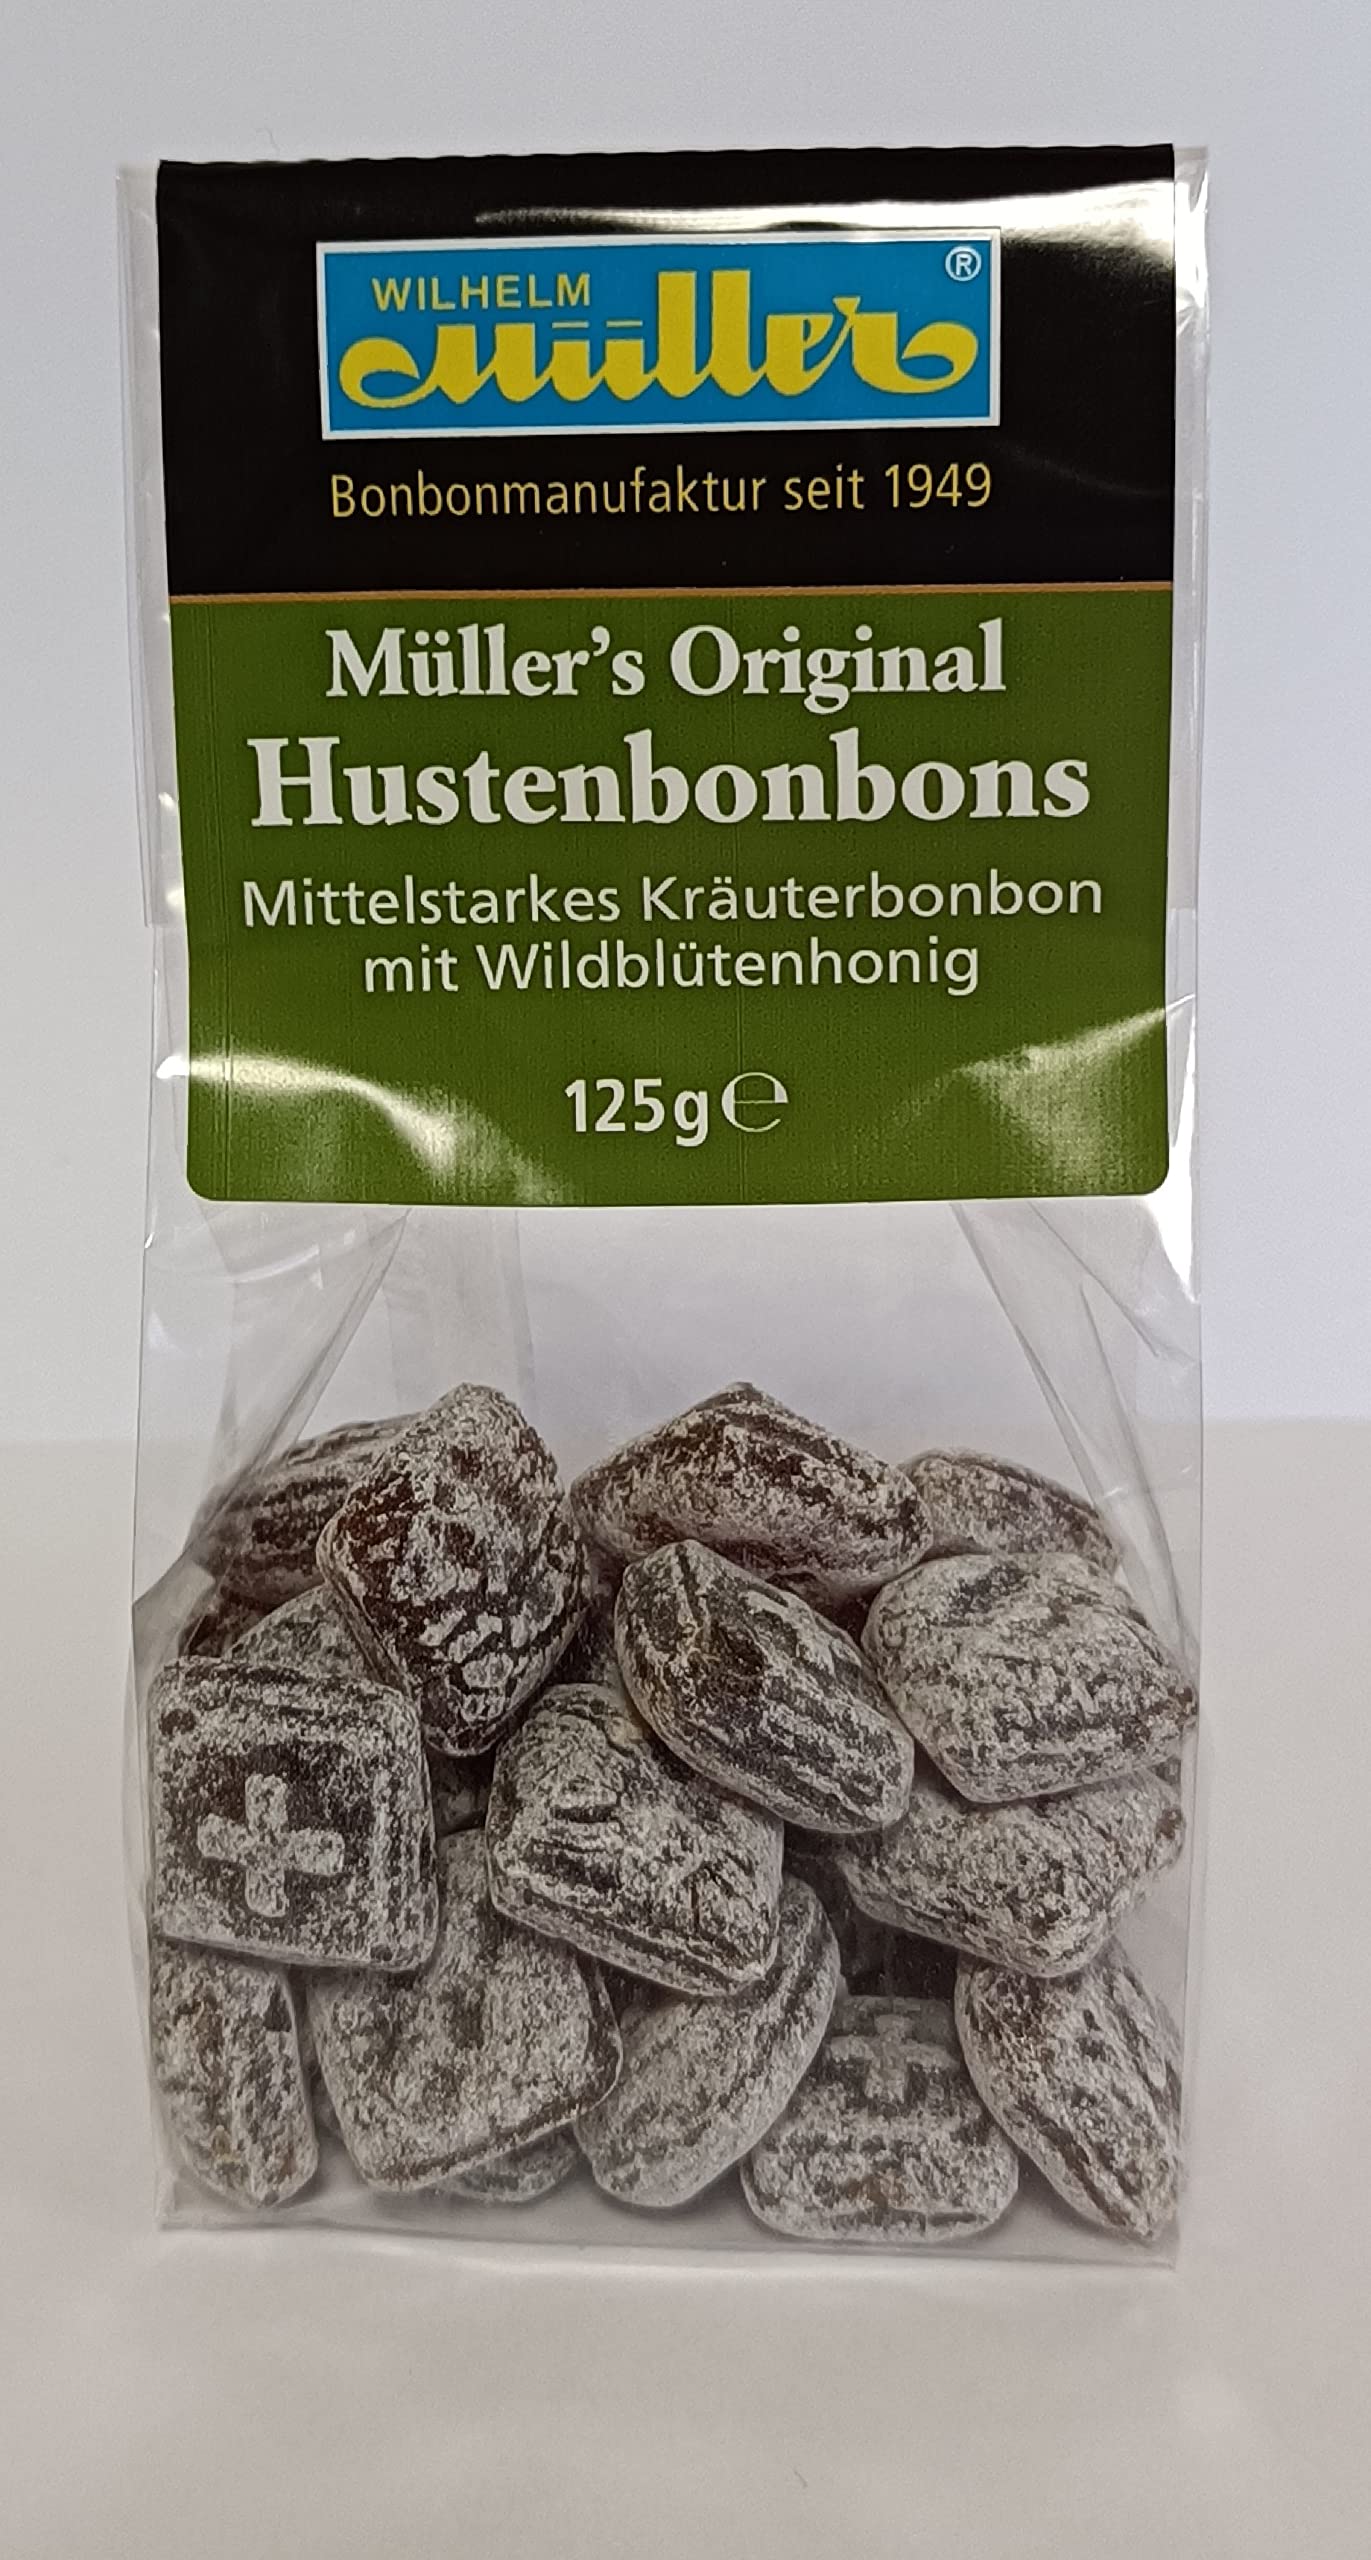 WILHELM
Müller®
Bonbonmanufaktur seit 1949
Müller’s Original
Hustenbonbons
Mittelstarkes Kräuterbonbon
mit Wildblütenhonig
125g℮